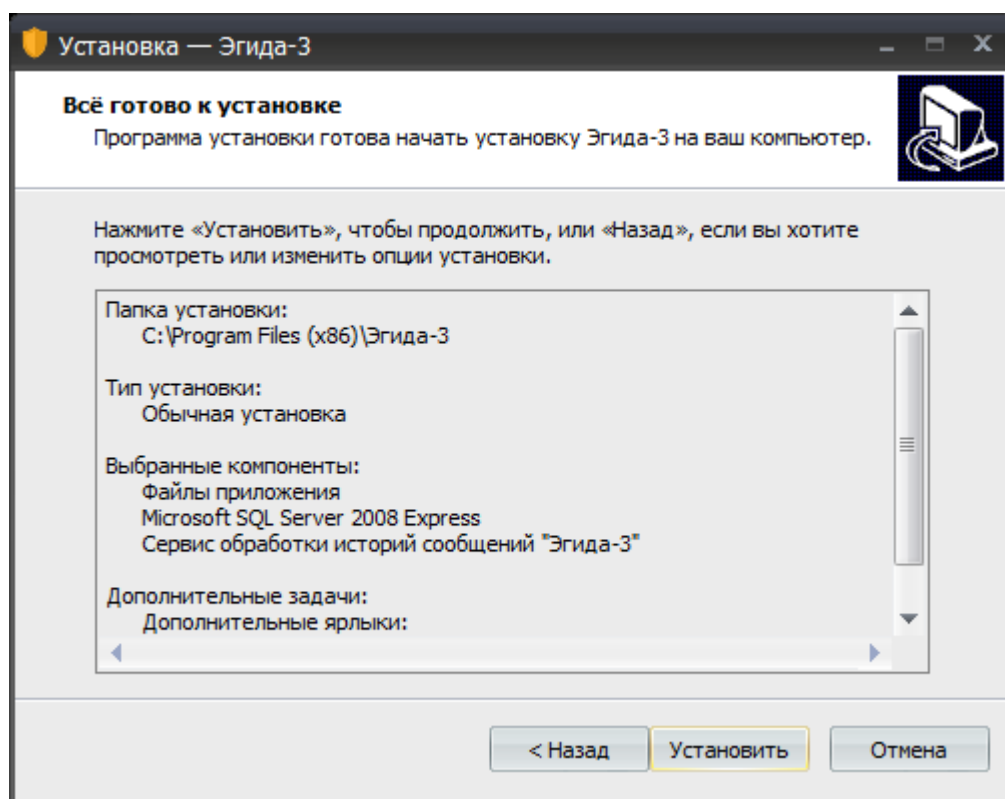 Установка — Эгида-3
Всё готово к установке
Программа установки готова начать установку Эгида-3 на ваш компьютер.
Нажмите «Установить», чтобы продолжить, или «Назад», если вы хотите
просмотреть или изменить опции установки.
Папка установки:
C:\Program Files (x86)\Эгида-3
Тип установки:
Обычная установка
Выбранные компоненты:
Файлы приложения
Microsoft SQL Server 2008 Express
Сервис обработки историй сообщений "Эгида-3"
Дополнительные задачи:
Дополнительные ярлыки:
< Назад
Установить
Отмена